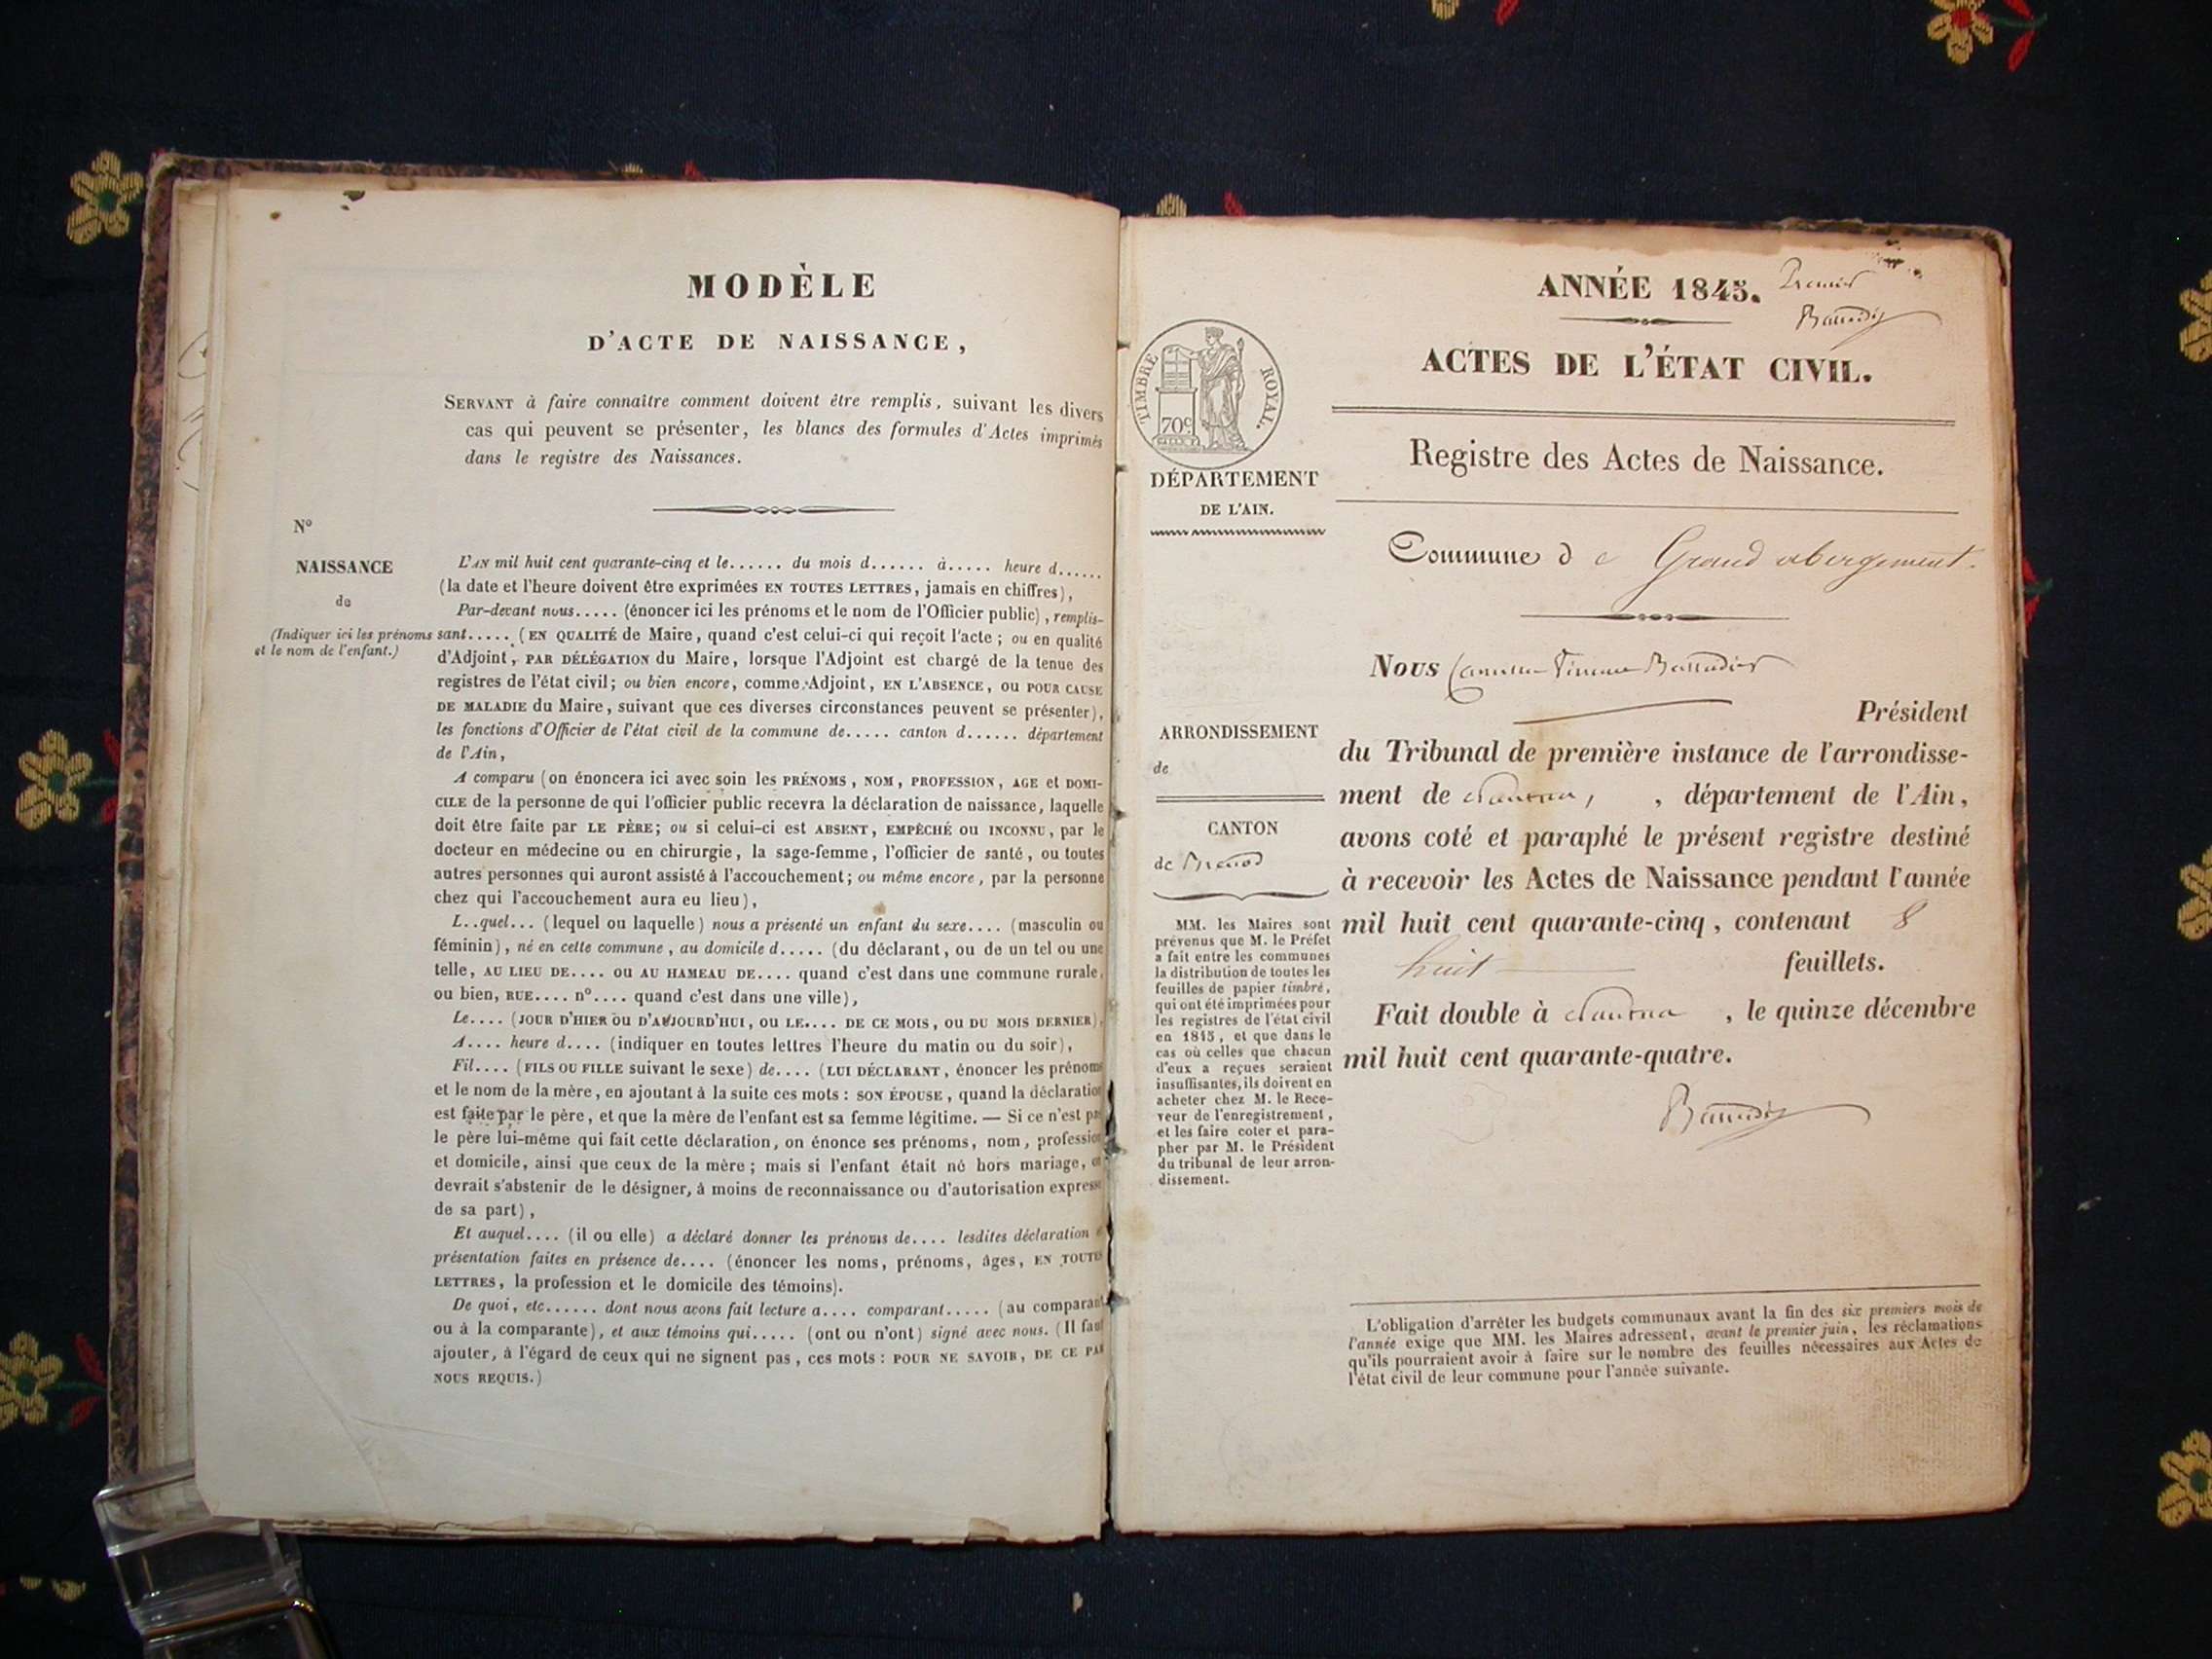 MODÈLE
D'ACTE DE NAISSANCE,
SERVANT à faire connaître comment doivent être remplis, suivant les divers
cas qui peuvent se présenter, les blancs des formules d'Actes imprimés
dans le registre des Naissances.
N°
NAISSANCE
de
(Indiquer ici les prénoms
et le nom de l'enfant.)
L'AN mil huit cent quarante-cinq et le...... du mois d...... à..... heure d......
(la date et l'heure doivent être exprimées EN TOUTES LETTRES, jamais en chiffres),
Par-devant nous..... (énoncer ici les prénoms et le nom de l'Officier public), remplis-
sant..... (EN QUALITÉ de Maire, quand c'est celui-ci qui reçoit l'acte; ou en qualité
d'Adjoint, PAR DÉLÉGATION du Maire, lorsque l'Adjoint est chargé de la tenue des
registres de l'état civil; ou bien encore, comme Adjoint, EN L'ABSENCE, OU POUR CAUSE
DE MALADIE du Maire, suivant que ces diverses circonstances peuvent se présenter),
les fonctions d'Officier de l'état civil de la commune de..... canton d...... département
de l'Ain,
A comparu (on énoncera ici avec soin les PRÉNOMS, NOM, PROFESSION, AGE et DOMI-
CILE de la personne de qui l'officier public recevra la déclaration de naissance, laquelle
doit être faite par LE PÈRE; ou si celui-ci est ABSENT, EMPÊCHÉ ou INCONNU, par le
docteur en médecine ou en chirurgie, la sage-femme, l'officier de santé, ou toutes
autres personnes qui auront assisté à l'accouchement; ou même encore, par la personne
chez qui l'accouchement aura eu lieu),
L..quel... (lequel ou laquelle) nous a présenté un enfant du sexe.... (masculin ou
féminin), né en cette commune, au domicile d..... (du déclarant, ou de un tel ou une
telle, AU LIEU DE.... OU AU HAMEAU DE.... quand c'est dans une commune rurale,
ou bien, RUE.... n°.... quand c'est dans une ville),
Le.... (JOUR D'HIER OU D'AUJOURD'HUI, OU LE.... DE CE MOIS, OU DU MOIS DERNIER),
A.... heure d.... (indiquer en toutes lettres l'heure du matin ou du soir),
Fil.... (FILS OU FILLE suivant le sexe) de.... (LUI DÉCLARANT, énoncer les prénoms
et le nom de la mère, en ajoutant à la suite ces mots: SON ÉPOUSE, quand la déclaration
est faite par le père, et que la mère de l'enfant est sa femme légitime. — Si ce n'est pas
le père lui-même qui fait cette déclaration, on énonce ses prénoms, nom, profession
et domicile, ainsi que ceux de la mère; mais si l'enfant était né hors mariage, on
devrait s'abstenir de le désigner, à moins de reconnaissance ou d'autorisation expresse
de sa part),
Et auquel.... (il ou elle) a déclaré donner les prénoms de.... lesdites déclaration
présentation faites en présence de.... (énoncer les noms, prénoms, âges, EN TOUTES
LETTRES, la profession et le domicile des témoins).
De quoi, etc...... dont nous avons fait lecture a.... comparant..... (au comparant
ou à la comparante), et aux témoins qui..... (ont ou n'ont) signé avec nous. (Il faut
ajouter, à l'égard de ceux qui ne signent pas, ces mots: POUR NE SAVOIR, DE CE PAR
NOUS REQUIS.)
ANNÉE 1845. Premier
Baudier
ACTES DE L'ÉTAT CIVIL.
TIMBRE ROYAL.
70c
DÉPARTEMENT
DE L'AIN.
Registre des Actes de Naissance.
Commune de Grand abergement.
Nous
Président
du Tribunal de première instance de l'arrondisse-
ment de Nantua, , département de l'Ain,
avons coté et paraphé le présent registre destiné
à recevoir les Actes de Naissance pendant l'année
mil huit cent quarante-cinq, contenant 8
huit feuillets.
Fait double à Nantua , le quinze décembre
mil huit cent quarante-quatre.
ARRONDISSEMENT
de
CANTON
de Brenod
MM. les Maires sont
prévenus que M. le Préfet
a fait entre les communes
la distribution de toutes les
feuilles de papier timbré,
qui ont été imprimées pour
les registres de l'état civil
en 1845, et que dans le
cas où celles que chacun
d'eux a reçues seraient
insuffisantes, ils doivent en
acheter chez M. le Rece-
veur de l'enregistrement,
et les faire coter et para-
pher par M. le Président
du tribunal de leur arron-
dissement.
L'obligation d'arrêter les budgets communaux avant la fin des six premiers mois de
l'année exige que MM. les Maires adressent, avant le premier juin, les réclamations
qu'ils pourraient avoir à faire sur le nombre des feuilles nécessaires aux Actes de
l'état civil de leur commune pour l'année suivante.